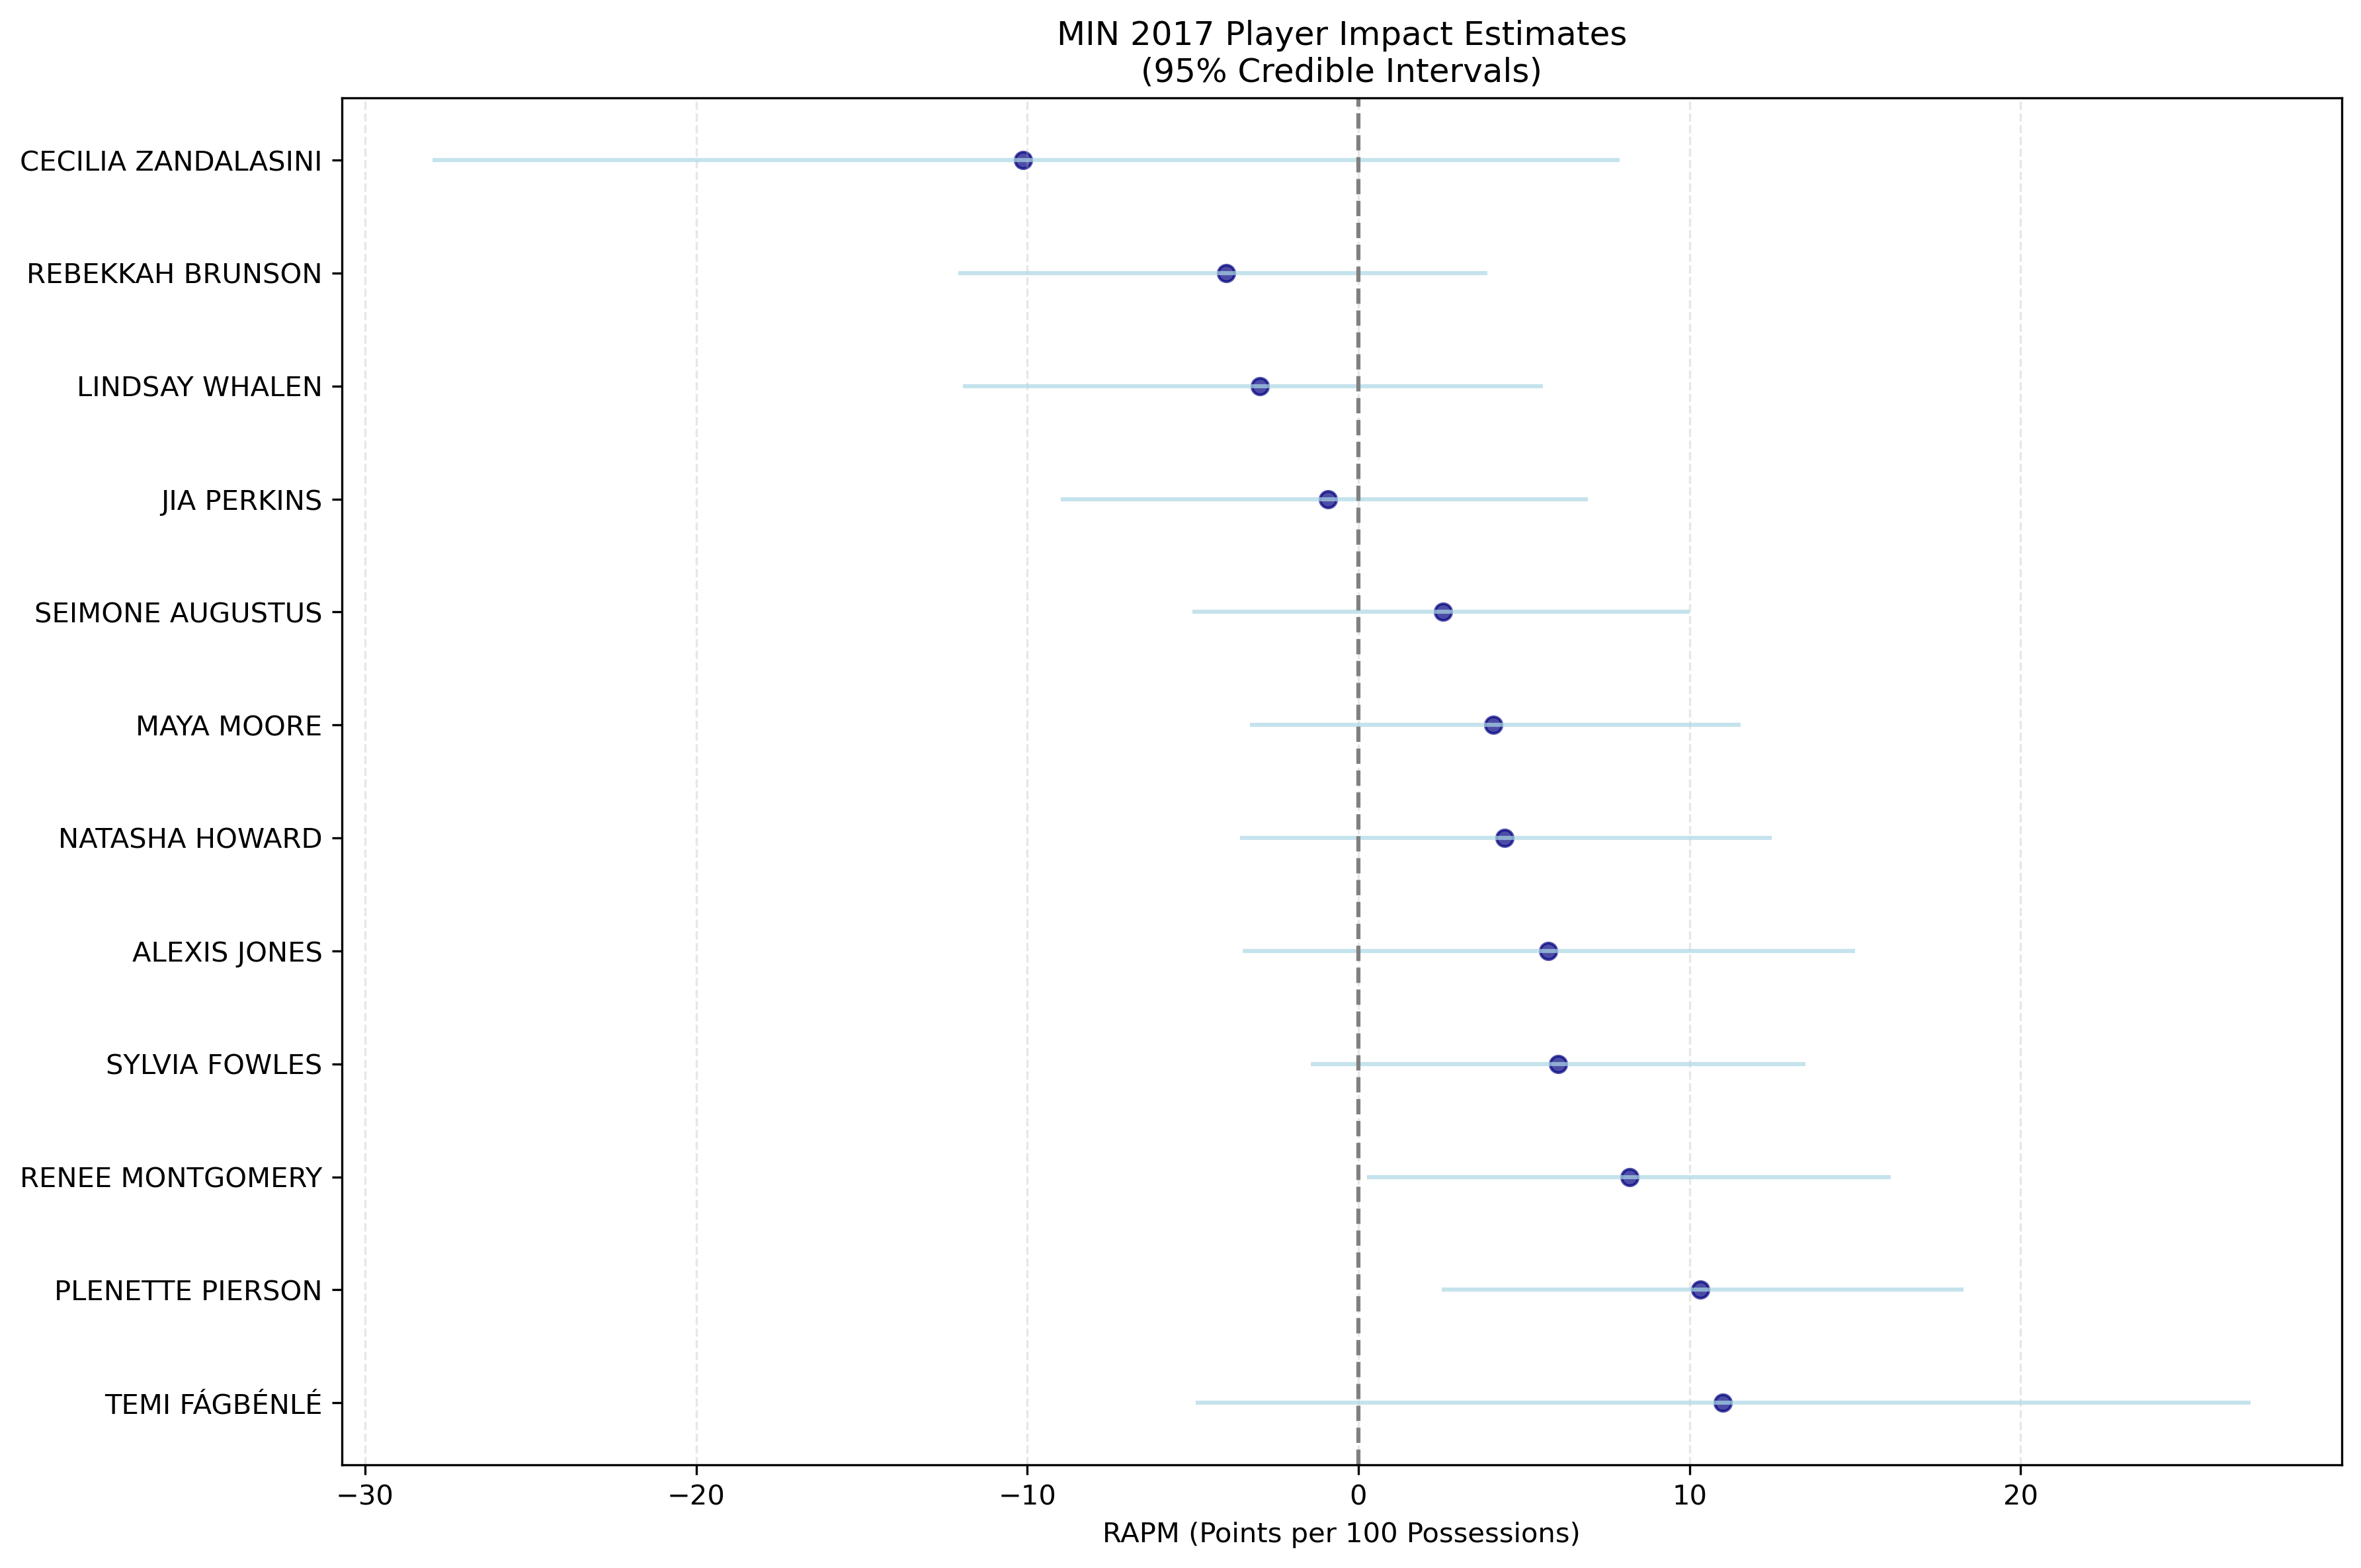 MIN 2017 Player Impact Estimates
(95% Credible Intervals)
CECILIA ZANDALASINI
REBEKKAH BRUNSON
LINDSAY WHALEN
JIA PERKINS
SEIMONE AUGUSTUS
MAYA MOORE
NATASHA HOWARD
ALEXIS JONES
SYLVIA FOWLES
RENEE MONTGOMERY
PLENETTE PIERSON
TEMI FÁGBÉNLÉ
−30 −20 −10 0 10 20
RAPM (Points per 100 Possessions)